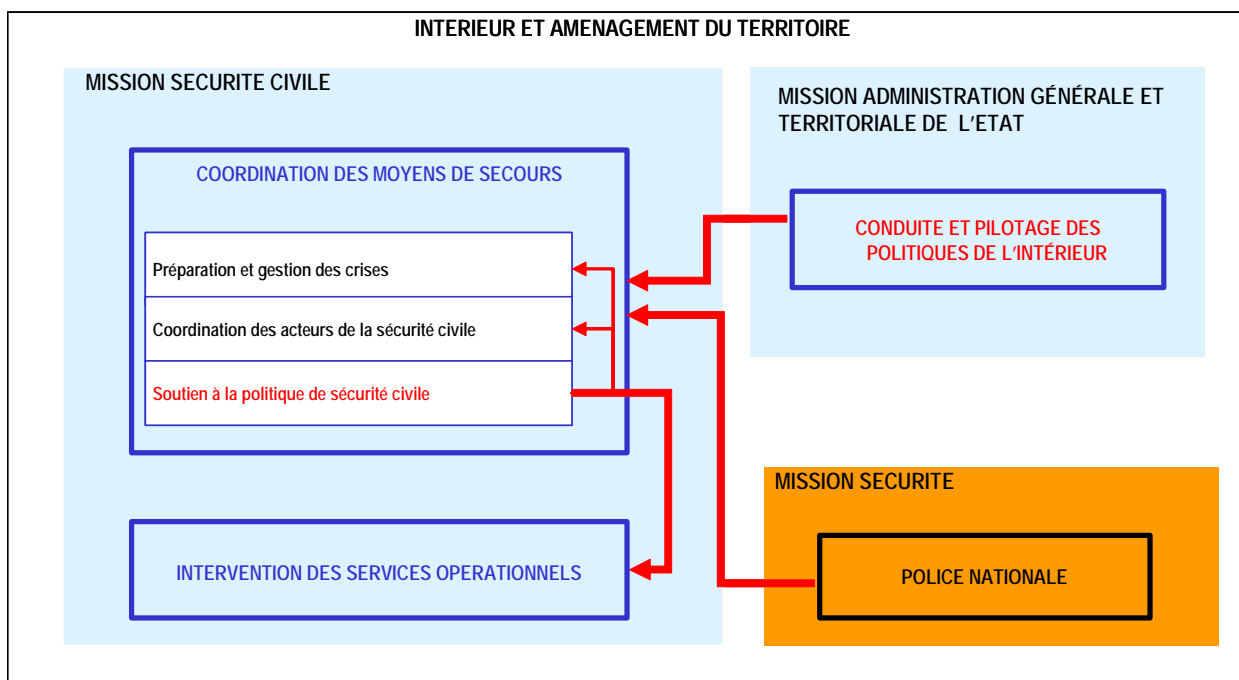 INTERIEUR ET AMENAGEMENT DU TERRITOIRE
MISSION SECURITE CIVILE
COORDINATION DES MOYENS DE SECOURS
Préparation et gestion des crises
Coordination des acteurs de la sécurité civile
Soutien à la politique de sécurité civile
INTERVENTION DES SERVICES OPERATIONNELS
MISSION ADMINISTRATION GÉNÉRALE ET
TERRITORIALE DE L'ETAT
CONDUITE ET PILOTAGE DES
POLITIQUES DE L'INTÉRIEUR
MISSION SECURITE
POLICE NATIONALE